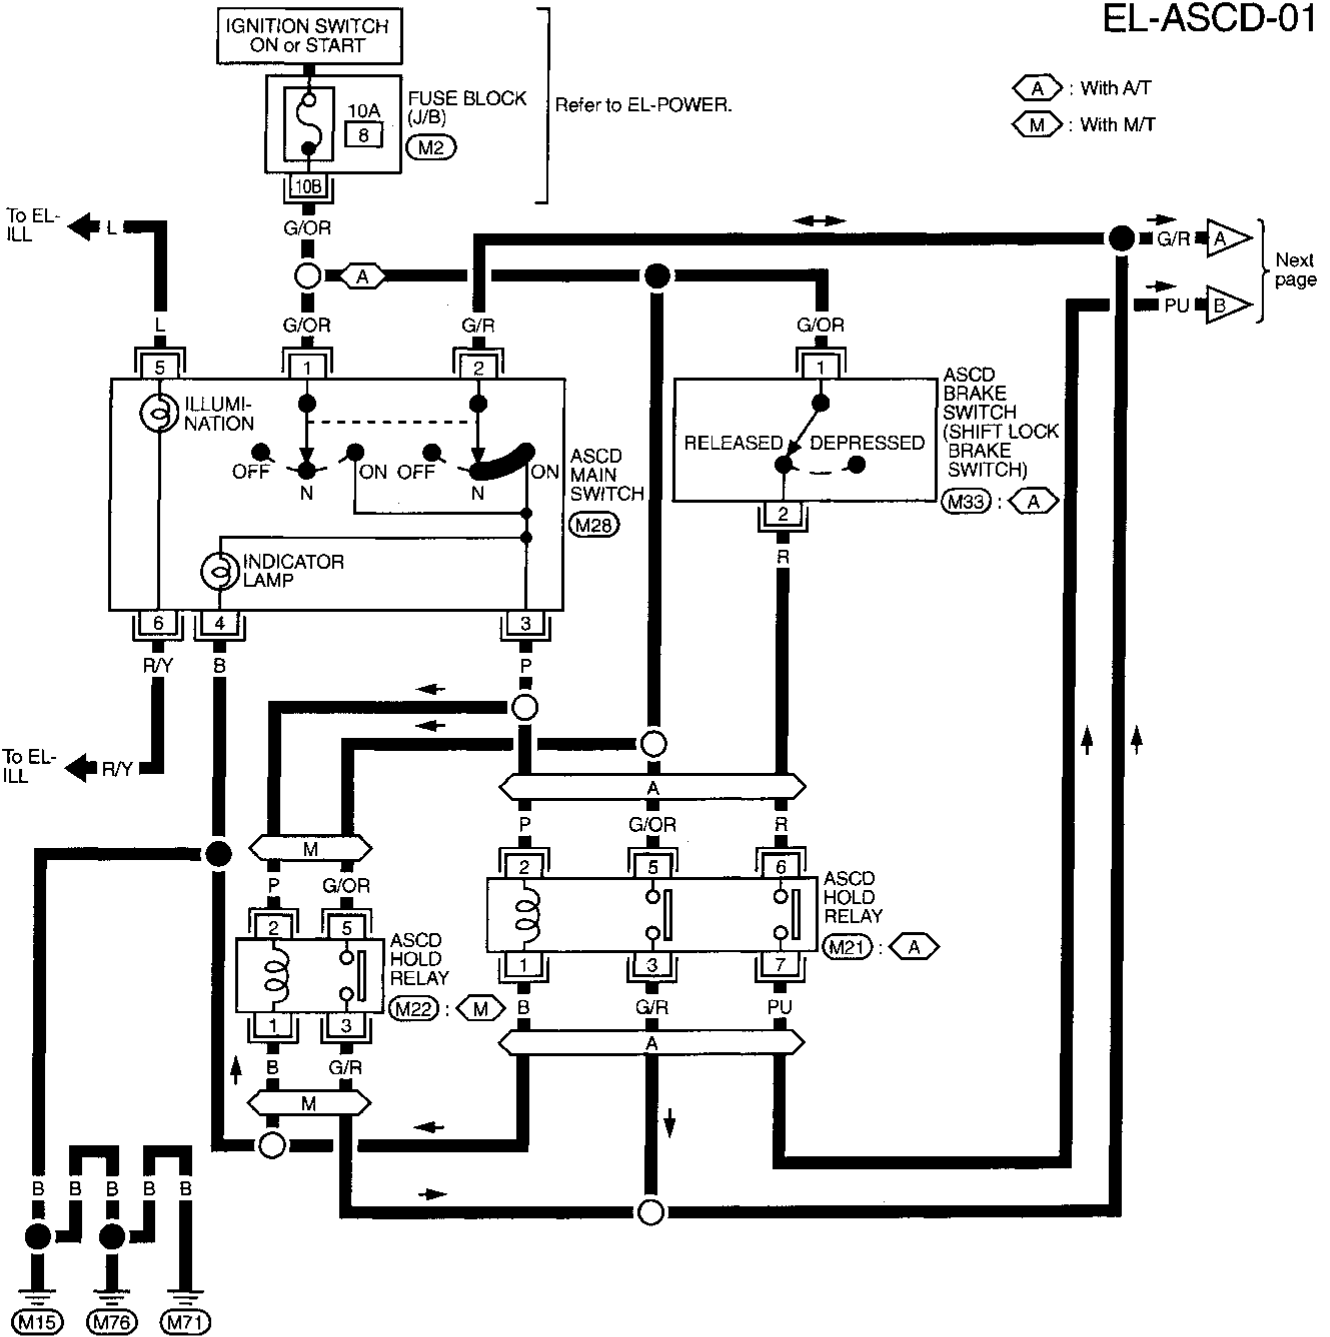 EL-ASCD-01
IGNITION SWITCH
ON or START
10A
8
FUSE BLOCK
(J/B)
M2
Refer to EL-POWER.
A : With A/T
M : With M/T
10B
G/OR
To EL-
ILL
L
A
G/R A
PU B
Next
page
L
G/OR
G/R
G/OR
5
1
2
1
ILLUMI-
NATION
OFF
N
ON
OFF
N
ON
ASCD
MAIN
SWITCH
M28
INDICATOR
LAMP
RELEASED
DEPRESSED
ASCD
BRAKE
SWITCH
(SHIFT LOCK
BRAKE
SWITCH)
M33 : A
2
R
6
4
3
R/Y
B
P
To EL-
ILL
R/Y
A
P
G/OR
R
2
5
6
ASCD
HOLD
RELAY
M21 : A
1
3
7
B
G/R
PU
A
M
P
G/OR
2
5
ASCD
HOLD
RELAY
M22 : M
1
3
B
G/R
M
B
B
B
B
B
M15
M76
M71